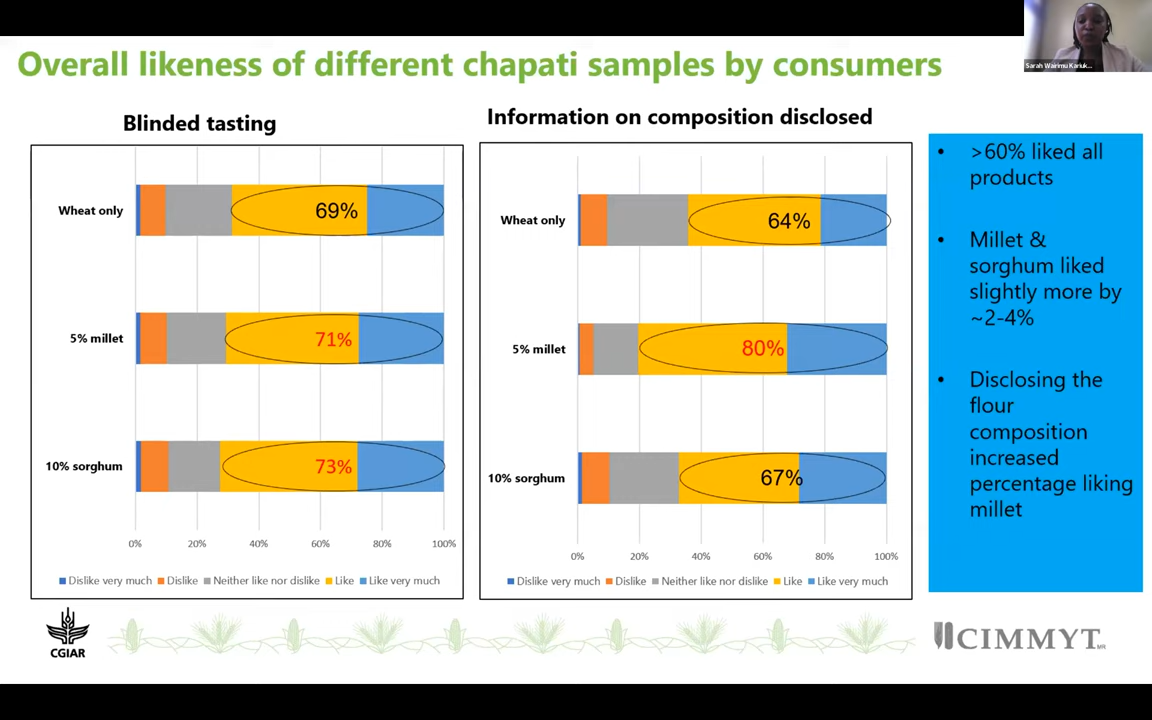 Overall likeness of different chapati samples by consumers
Sarah Wairimu Kariuk...
Blinded tasting
Wheat only
69%
5% millet
71%
10% sorghum
73%
0% 20% 40% 60% 80% 100%
Dislike very much Dislike Neither like nor dislike Like Like very much
Information on composition disclosed
Wheat only
64%
5% millet
80%
10% sorghum
67%
0% 20% 40% 60% 80% 100%
Dislike very much Dislike Neither like nor dislike Like Like very much
• >60% liked all
products
• Millet &
sorghum liked
slightly more by
~2-4%
• Disclosing the
flour
composition
increased
percentage liking
millet
CGIAR
CIMMYT
MR